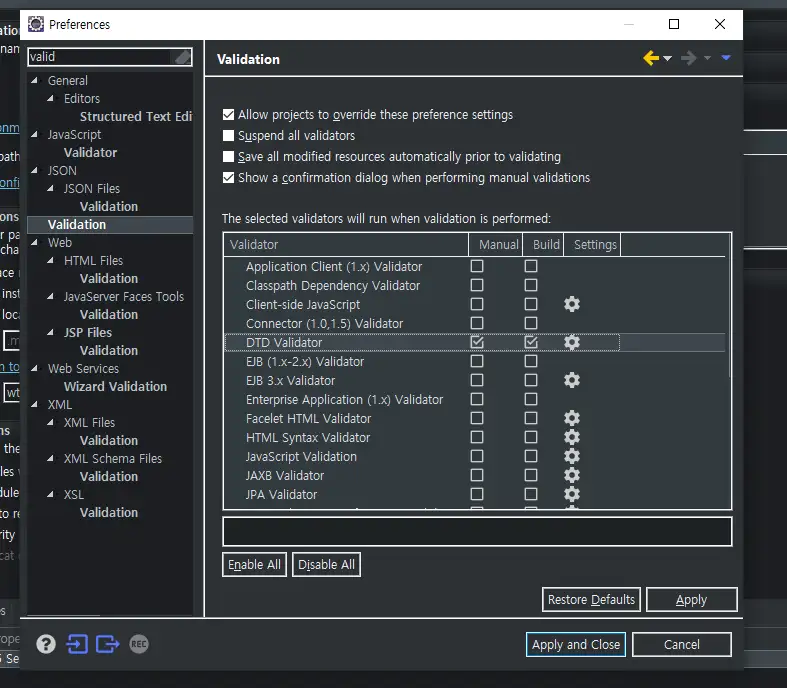 Preferences
valid
General
Editors
Structured Text Edi
JavaScript
Validator
JSON
JSON Files
Validation
Validation
Web
HTML Files
Validation
JavaServer Faces Tools
Validation
JSP Files
Validation
Web Services
Wizard Validation
XML
XML Files
Validation
XML Schema Files
Validation
XSL
Validation
Validation
Allow projects to override these preference settings
Suspend all validators
Save all modified resources automatically prior to validating
Show a confirmation dialog when performing manual validations
The selected validators will run when validation is performed:
Validator Manual Build Settings
Application Client (1.x) Validator
Classpath Dependency Validator
Client-side JavaScript
Connector (1.0,1.5) Validator
DTD Validator
EJB (1.x-2.x) Validator
EJB 3.x Validator
Enterprise Application (1.x) Validator
Facelet HTML Validator
HTML Syntax Validator
JavaScript Validation
JAXB Validator
JPA Validator
Enable All Disable All
Restore Defaults Apply
? REC Apply and Close Cancel